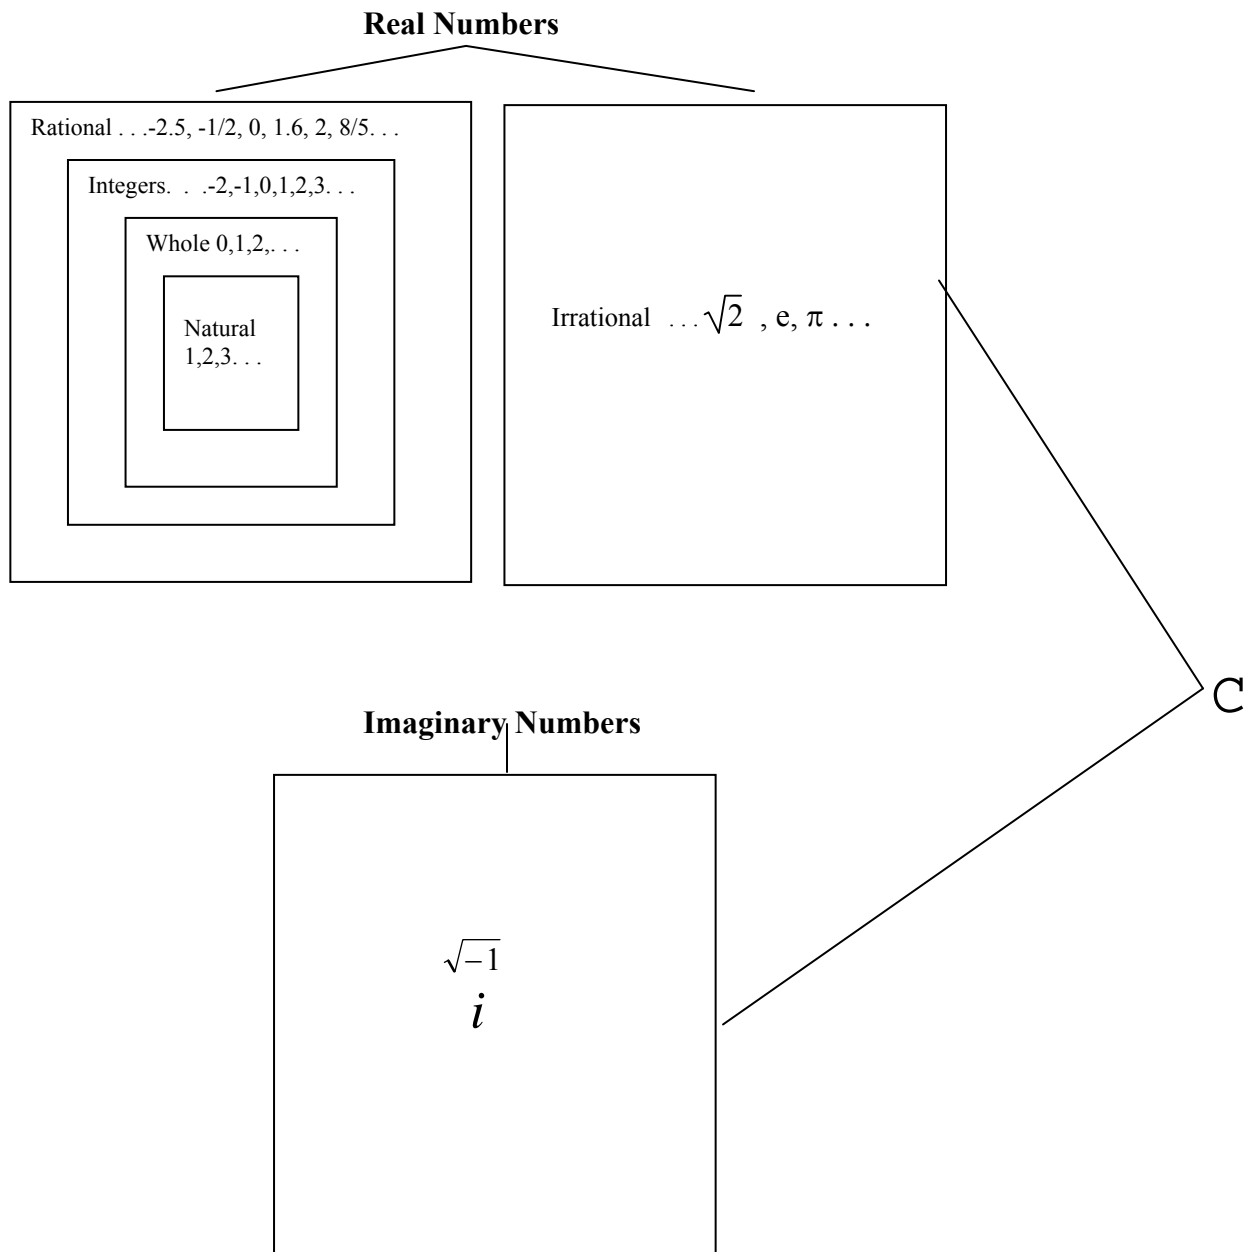 Real Numbers
Rational . . .-2.5, -1/2, 0, 1.6, 2, 8/5. . .
Integers. . .-2,-1,0,1,2,3. . .
Whole 0,1,2,. . .
Natural
1,2,3. . .
Irrational . . . √2 , e, π . . .
C
Imaginary Numbers
√−1
i